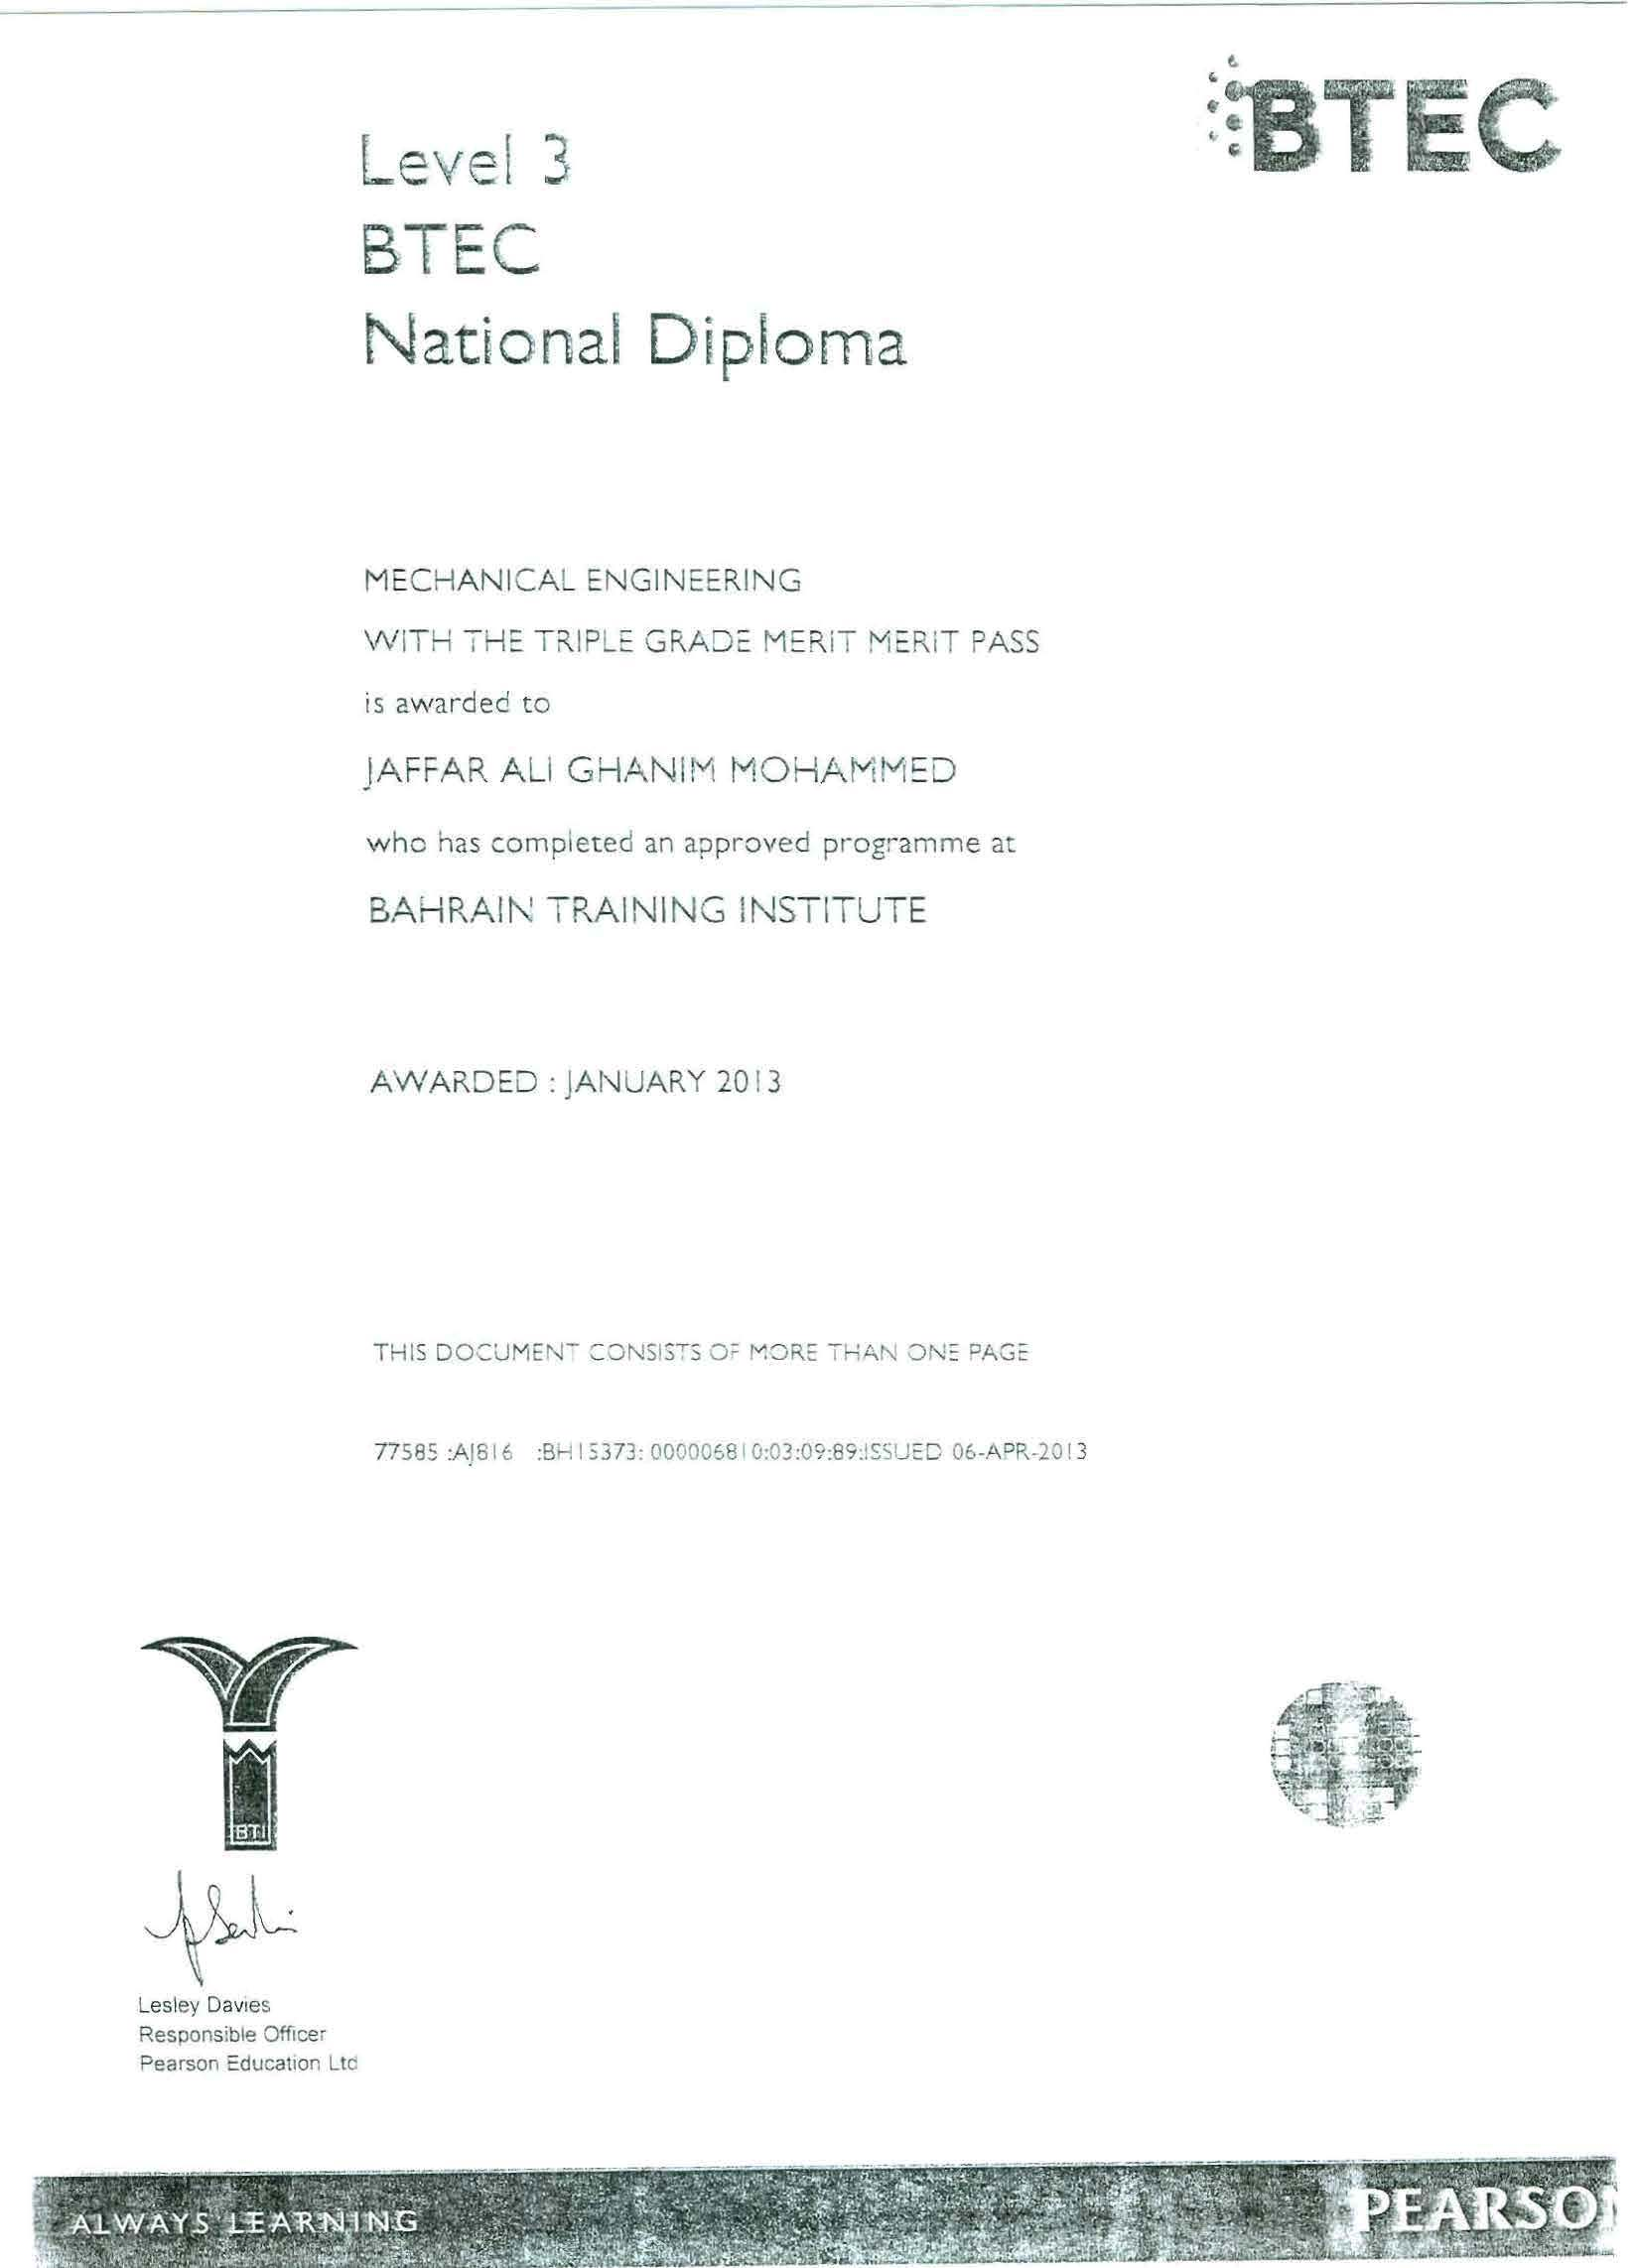 BTEC
Level 3
BTEC
National Diploma
MECHANICAL ENGINEERING
WITH THE TRIPLE GRADE MERIT MERIT PASS
is awarded to
JAFFAR ALI GHANIM MOHAMMED
who has completed an approved programme at
BAHRAIN TRAINING INSTITUTE
AWARDED : JANUARY 2013
THIS DOCUMENT CONSISTS OF MORE THAN ONE PAGE
77585 :AJ816 :BH15373: 000006810:03:09:89:ISSUED 06-APR-2013
BTI
Lesley Davies
Responsible Officer
Pearson Education Ltd
ALWAYS LEARNING
PEARSON